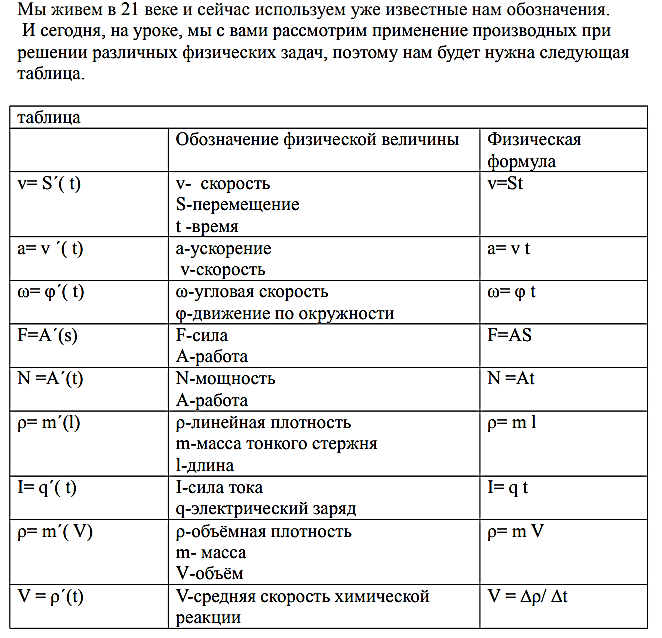 Мы живем в 21 веке и сейчас используем уже известные нам обозначения.
И сегодня, на уроке, мы с вами рассмотрим применение производных при
решении различных физических задач, поэтому нам будет нужна следующая
таблица.
таблица
Обозначение физической величины
Физическая
формула
v= S´( t)
v- скорость
S-перемещение
t -время
v=St
a= v ´( t)
a-ускорение
v-скорость
a= v t
ω= φ´( t)
ω-угловая скорость
φ-движение по окружности
ω= φ t
F=A´(s)
F-сила
A-работа
F=AS
N =A´(t)
N-мощность
A-работа
N =At
ρ= m´(l)
ρ-линейная плотность
m-масса тонкого стержня
l-длина
ρ= m l
I= q´( t)
I-сила тока
q-электрический заряд
I= q t
ρ= m´( V)
ρ-объёмная плотность
m- масса
V-объём
ρ= m V
V = ρ´(t)
V-средняя скорость химической
реакции
V = Δρ/ Δt